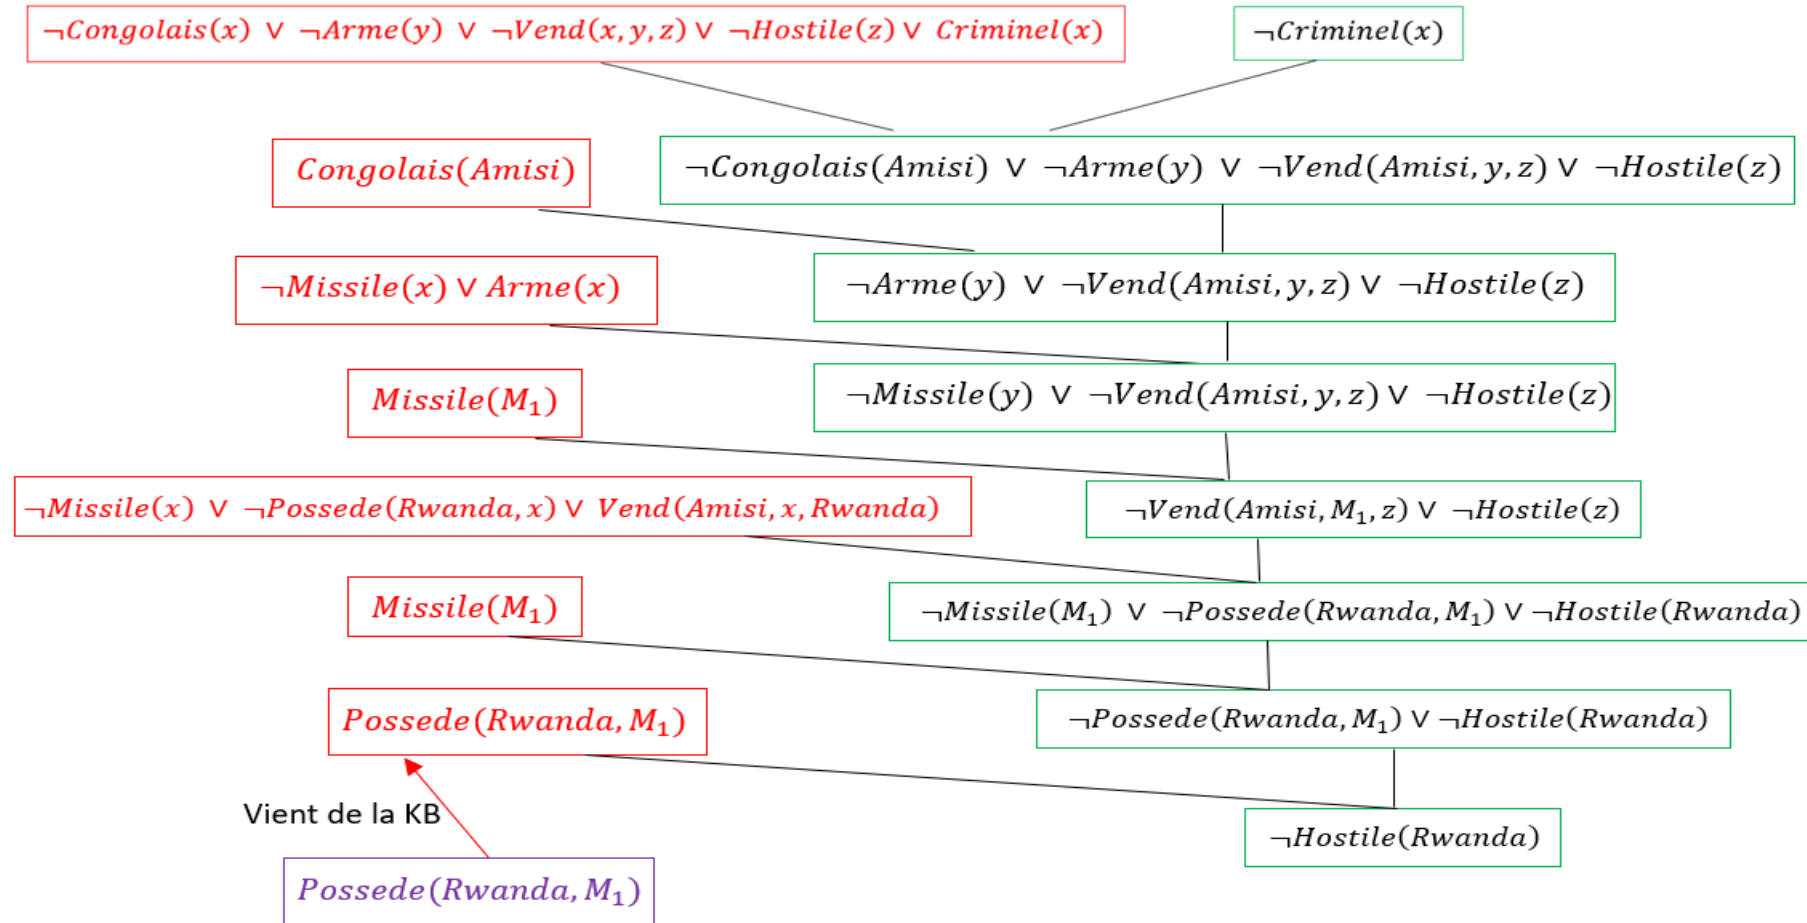 ¬Congolais(x) ∨ ¬Arme(y) ∨ ¬Vend(x, y, z) ∨ ¬Hostile(z) ∨ Criminel(x)
¬Criminel(x)
Congolais(Amisi)
¬Congolais(Amisi) ∨ ¬Arme(y) ∨ ¬Vend(Amisi, y, z) ∨ ¬Hostile(z)
¬Missile(x) ∨ Arme(x)
¬Arme(y) ∨ ¬Vend(Amisi, y, z) ∨ ¬Hostile(z)
Missile(M₁)
¬Missile(y) ∨ ¬Vend(Amisi, y, z) ∨ ¬Hostile(z)
¬Missile(x) ∨ ¬Possede(Rwanda, x) ∨ Vend(Amisi, x, Rwanda)
¬Vend(Amisi, M₁, z) ∨ ¬Hostile(z)
Missile(M₁)
¬Missile(M₁) ∨ ¬Possede(Rwanda, M₁) ∨ ¬Hostile(Rwanda)
Possede(Rwanda, M₁)
¬Possede(Rwanda, M₁) ∨ ¬Hostile(Rwanda)
Vient de la KB
¬Hostile(Rwanda)
Possede(Rwanda, M₁)